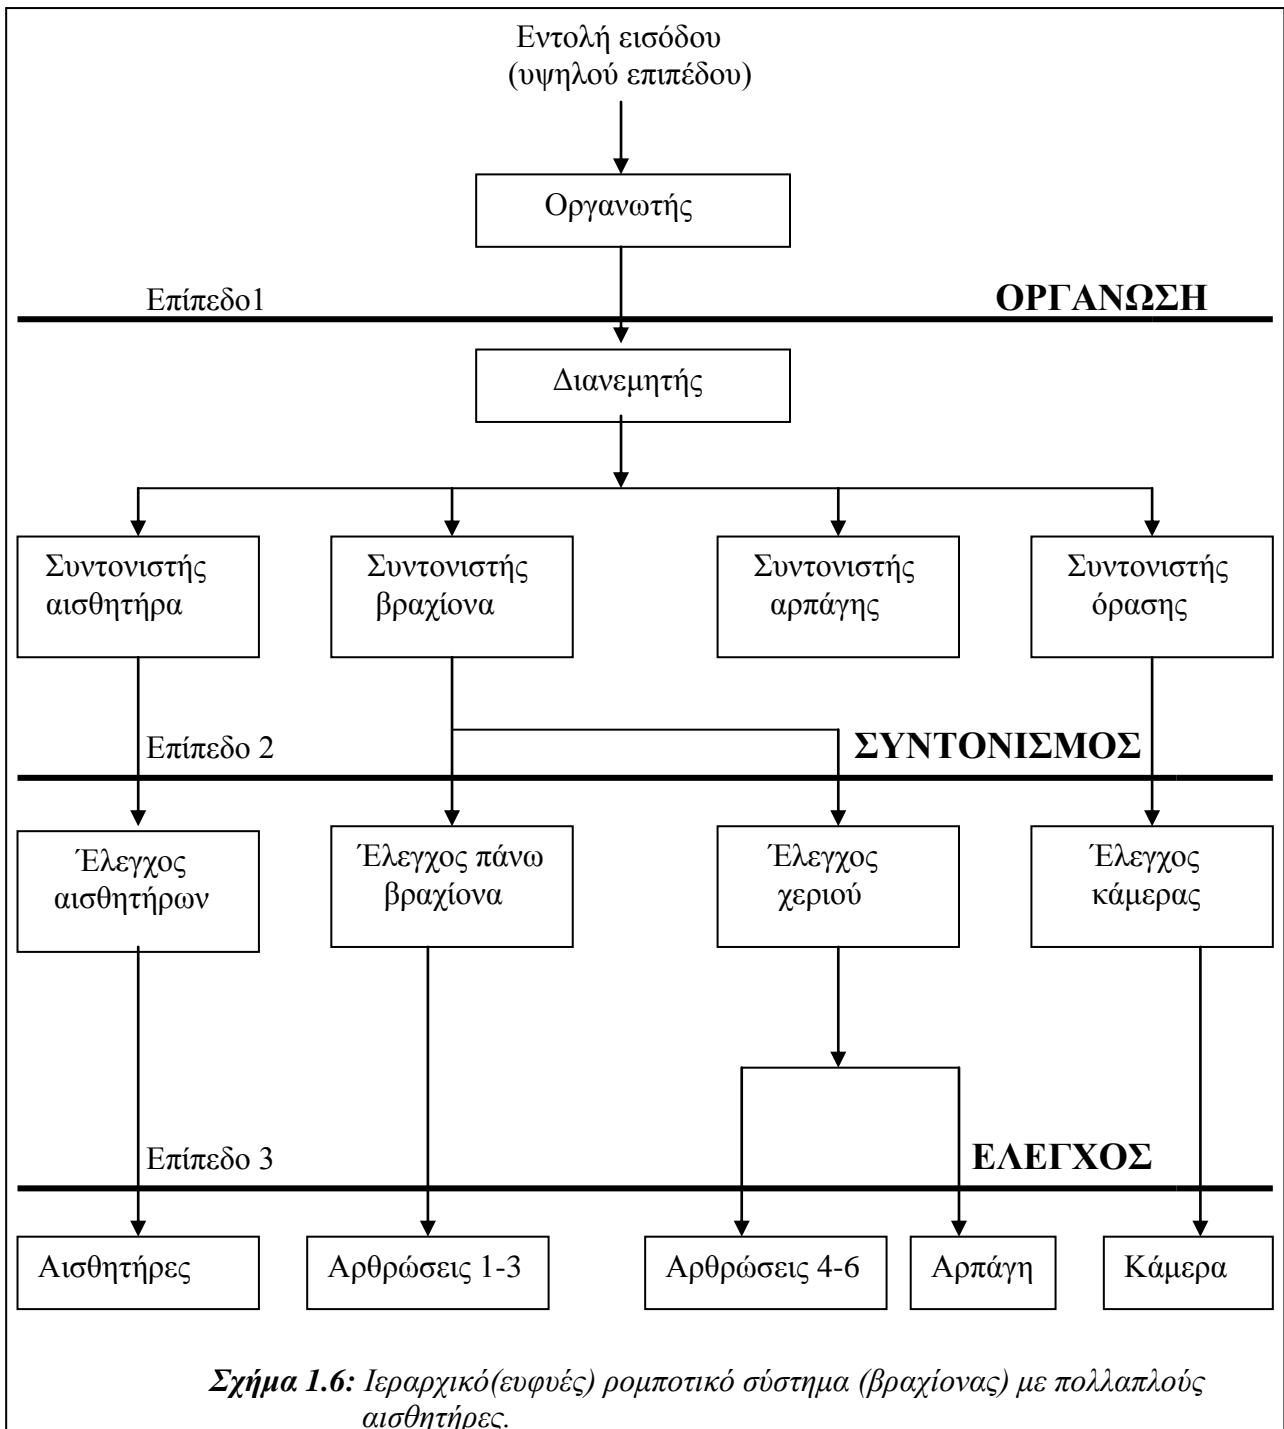 Εντολή εισόδου
(υψηλού επιπέδου)
Οργανωτής
Επίπεδο1
ΟΡΓΑΝΩΣΗ
Διανεμητής
Συντονιστής
αισθητήρα
Συντονιστής
βραχίονα
Συντονιστής
αρπάγης
Συντονιστής
όρασης
Επίπεδο 2
ΣΥΝΤΟΝΙΣΜΟΣ
Έλεγχος
αισθητήρων
Έλεγχος πάνω
βραχίονα
Έλεγχος
χεριού
Έλεγχος
κάμερας
Επίπεδο 3
ΕΛΕΓΧΟΣ
Αισθητήρες
Αρθρώσεις 1-3
Αρθρώσεις 4-6
Αρπάγη
Κάμερα
Σχήμα 1.6: Ιεραρχικό(ευφυές) ρομποτικό σύστημα (βραχίονας) με πολλαπλούς
αισθητήρες.